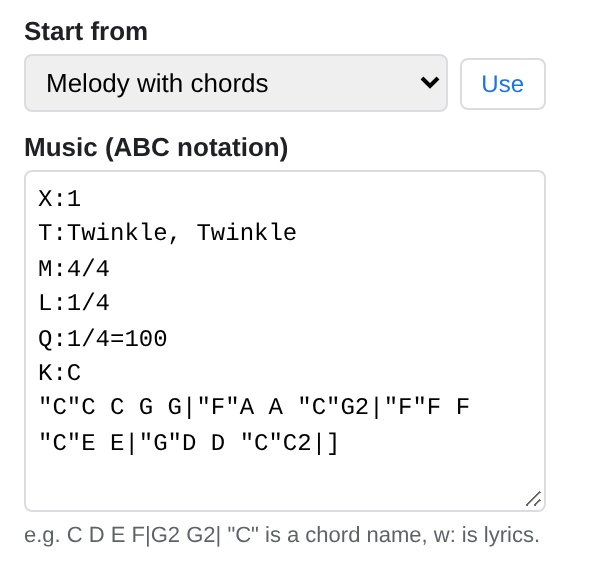 Start from
Melody with chords
Use
Music (ABC notation)
X:1
T:Twinkle, Twinkle
M:4/4
L:1/4
Q:1/4=100
K:C
"C"C C G G|"F"A A "C"G2|"F"F F
"C"E E|"G"D D "C"C2|]
e.g. C D E F|G2 G2| "C" is a chord name, w: is lyrics.